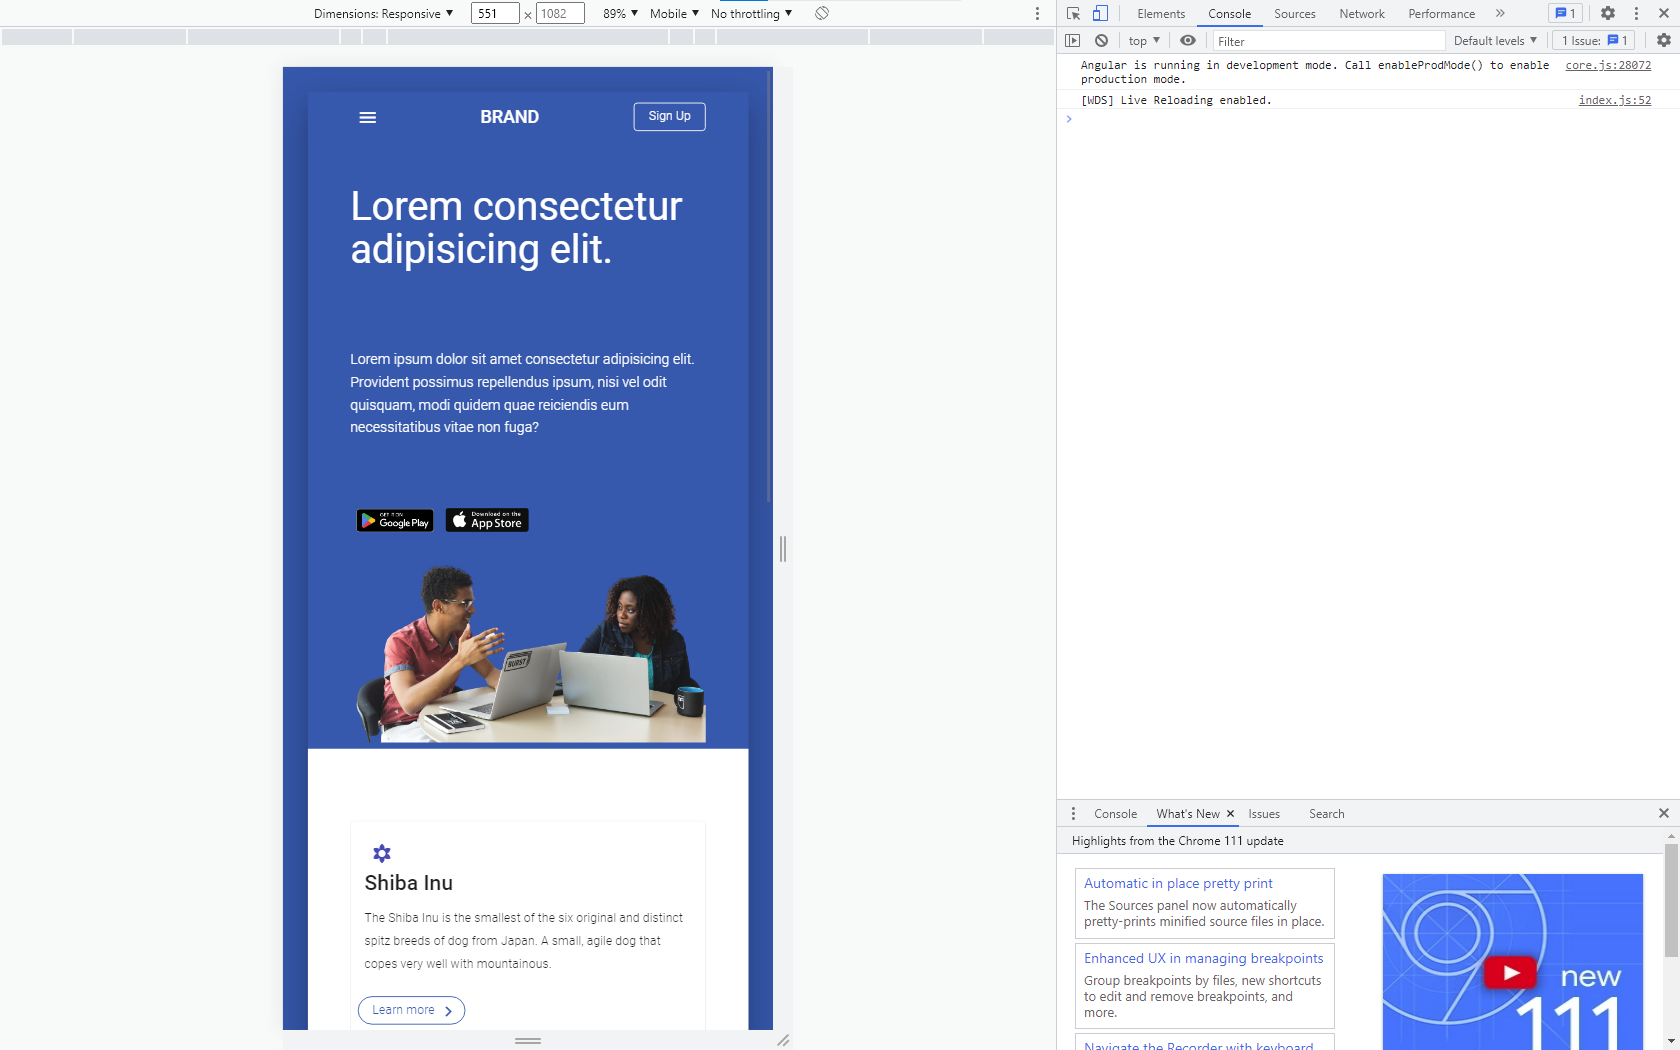 Dimensions: Responsive 551 × 1082 89% Mobile No throttling
Elements Console Sources Network Performance 1
top Filter Default levels 1 Issue: 1
Angular is running in development mode. Call enableProdMode() to enable production mode. core.js:28072
[WDS] Live Reloading enabled. index.js:52
BRAND
Sign Up
Lorem consectetur
adipisicing elit.
Lorem ipsum dolor sit amet consectetur adipisicing elit.
Provident possimus repellendus ipsum, nisi vel odit
quisquam, modi quidem quae reiciendis eum
necessitatibus vitae non fuga?
GET IT ON
Google Play
Download on the
App Store
BURST
Shiba Inu
The Shiba Inu is the smallest of the six original and distinct
spitz breeds of dog from Japan. A small, agile dog that
copes very well with mountainous.
Learn more
Console What's New Issues Search
Highlights from the Chrome 111 update
Automatic in place pretty print
The Sources panel now automatically
pretty-prints minified source files in place.
Enhanced UX in managing breakpoints
Group breakpoints by files, new shortcuts
to edit and remove breakpoints, and
more.
Navigate the Recorder with keyboard
new
111